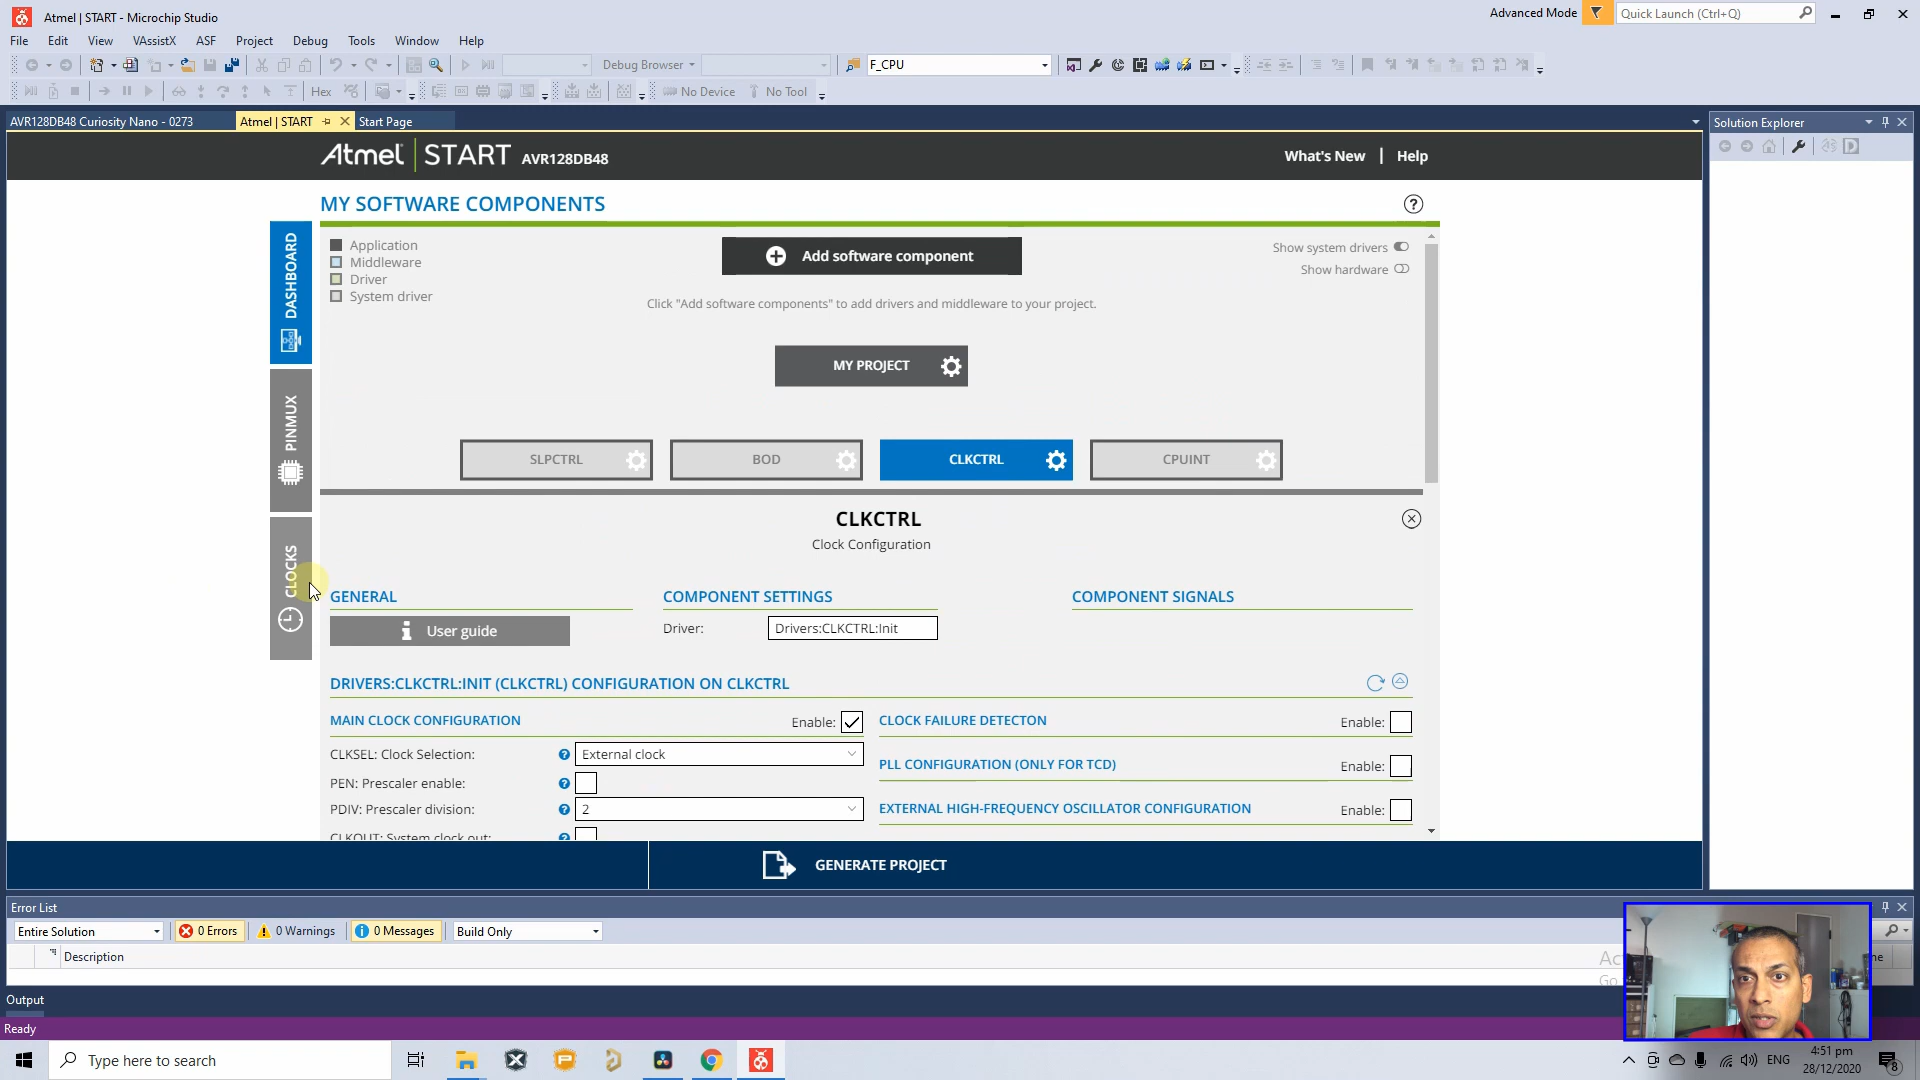 Atmel | START - Microchip Studio
Advanced Mode
Quick Launch (Ctrl+Q)
File Edit View VAssistX ASF Project Debug Tools Window Help
Debug Browser
F_CPU
Hex
No Device
No Tool
AVR128DB48 Curiosity Nano - 0273
Atmel | START
Start Page
Solution Explorer
Atmel START AVR128DB48
What's New | Help
MY SOFTWARE COMPONENTS
DASHBOARD
PINMUX
CLOCKS
Application
Middleware
Driver
System driver
Add software component
Show system drivers
Show hardware
Click "Add software components" to add drivers and middleware to your project.
MY PROJECT
SLPCTRL
BOD
CLKCTRL
CPUINT
CLKCTRL
Clock Configuration
GENERAL
User guide
COMPONENT SETTINGS
Driver: Drivers:CLKCTRL:Init
COMPONENT SIGNALS
DRIVERS:CLKCTRL:INIT (CLKCTRL) CONFIGURATION ON CLKCTRL
MAIN CLOCK CONFIGURATION Enable:
CLKSEL: Clock Selection: External clock
PEN: Prescaler enable:
PDIV: Prescaler division: 2
CLKOUT: System clock out:
CLOCK FAILURE DETECTON Enable:
PLL CONFIGURATION (ONLY FOR TCD) Enable:
EXTERNAL HIGH-FREQUENCY OSCILLATOR CONFIGURATION Enable:
GENERATE PROJECT
Error List
Entire Solution
0 Errors
0 Warnings
0 Messages
Build Only
Description
Output
Ready
Type here to search
ENG
4:51 pm
28/12/2020
8